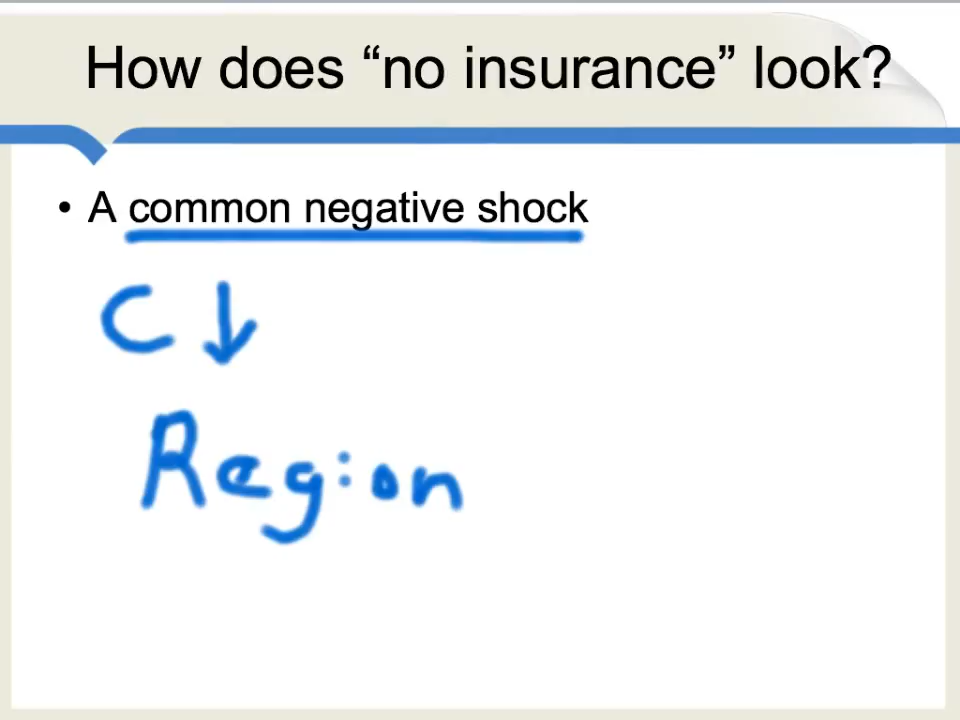 How does “no insurance” look?
• A common negative shock
C ↓
Region